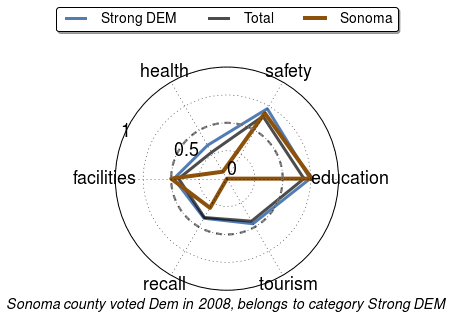 Strong DEM Total Sonoma
health safety
1
0.5
0
facilities education
recall tourism
Sonoma county voted Dem in 2008, belongs to category Strong DEM